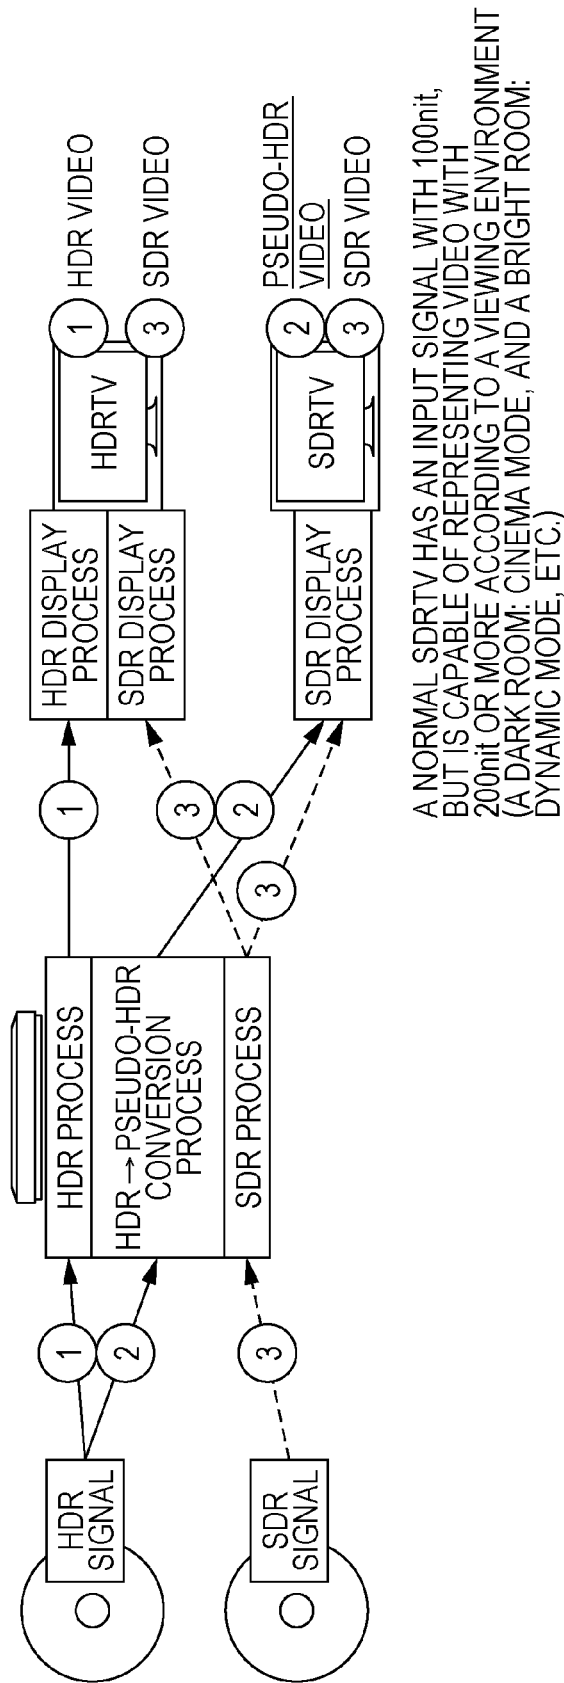 HDR
SIGNAL
SDR
SIGNAL
1
2
3
HDR PROCESS
HDR→PSEUDO-HDR
CONVERSION
PROCESS
SDR PROCESS
1
3
2
3
HDR DISPLAY
PROCESS
SDR DISPLAY
PROCESS
SDR DISPLAY
PROCESS
HDRTV
SDRTV
1
HDR VIDEO
3
SDR VIDEO
2
PSEUDO-HDR
VIDEO
3
SDR VIDEO
A NORMAL SDRTV HAS AN INPUT SIGNAL WITH 100nit,
BUT IS CAPABLE OF REPRESENTING VIDEO WITH
200nit OR MORE ACCORDING TO A VIEWING ENVIRONMENT
(A DARK ROOM: CINEMA MODE, AND A BRIGHT ROOM:
DYNAMIC MODE, ETC.)